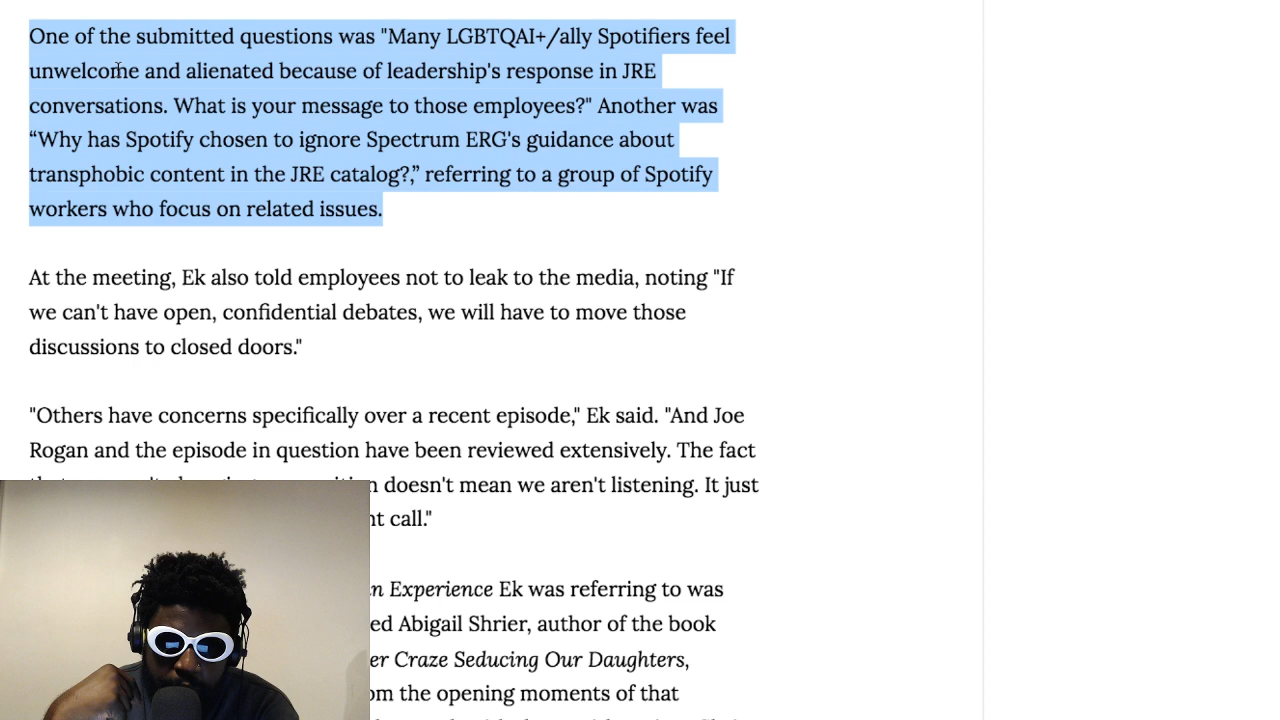 One of the submitted questions was "Many LGBTQAI+/ally Spotifiers feel
unwelcome and alienated because of leadership's response in JRE
conversations. What is your message to those employees?" Another was
“Why has Spotify chosen to ignore Spectrum ERG's guidance about
transphobic content in the JRE catalog?,” referring to a group of Spotify
workers who focus on related issues.
At the meeting, Ek also told employees not to leak to the media, noting "If
we can't have open, confidential debates, we will have to move those
discussions to closed doors."
"Others have concerns specifically over a recent episode," Ek said. "And Joe
Rogan and the episode in question have been reviewed extensively. The fact
doesn't mean we aren't listening. It just
call."
Experience Ek was referring to was
Abigail Shrier, author of the book
Craze Seducing Our Daughters,
the opening moments of that